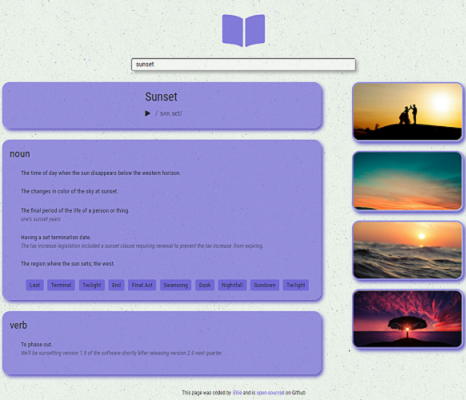 sunset
Sunset
/ˈsʌn.sɛt/
noun
The time of day when the sun disappears below the western horizon.
The changes in color of the sky at sunset.
The final period of the life of a person or thing.
one's sunset years
Having a set termination date.
The tax increase legislation included a sunset clause requiring renewal to prevent the tax increase from expiring.
The region where the sun sets; the west.
Last Terminal Twilight End Final Act Swansong Dusk Nightfall Sundown Twilight
verb
To phase out.
We'll be sunsetting version 1.9 of the software shortly after releasing version 2.0 next quarter.
This page was coded by and is open-sourced on Github